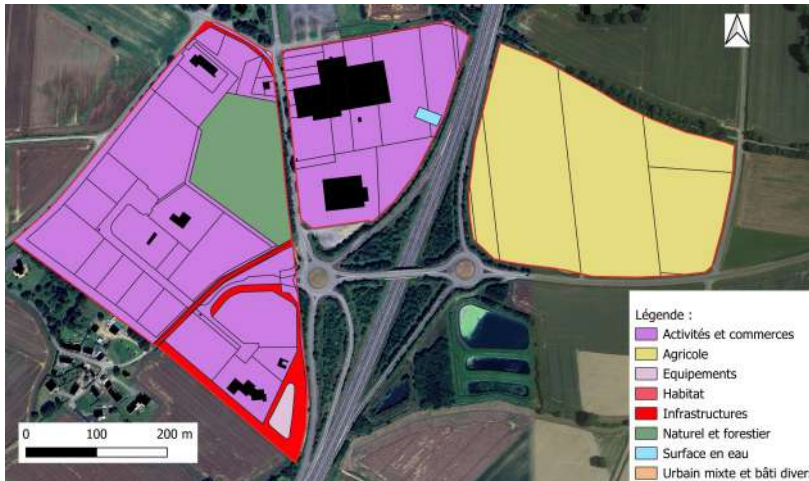 Légende :
Activités et commerces
Agricole
Equipements
Habitat
Infrastructures
Naturel et forestier
Surface en eau
Urbain mixte et bâti divers
0 100 200 m